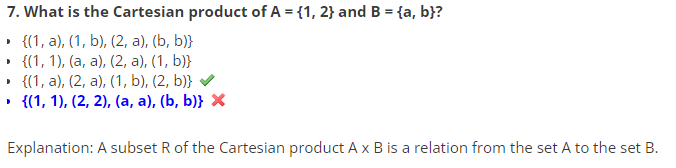 7. What is the Cartesian product of A = {1, 2} and B = {a, b}?
{(1, a), (1, b), (2, a), (b, b)}
{(1, 1), (a, a), (2, a), (1, b)}
{(1, a), (2, a), (1, b), (2, b)}
{(1, 1), (2, 2), (a, a), (b, b)}
Explanation: A subset R of the Cartesian product A x B is a relation from the set A to the set B.